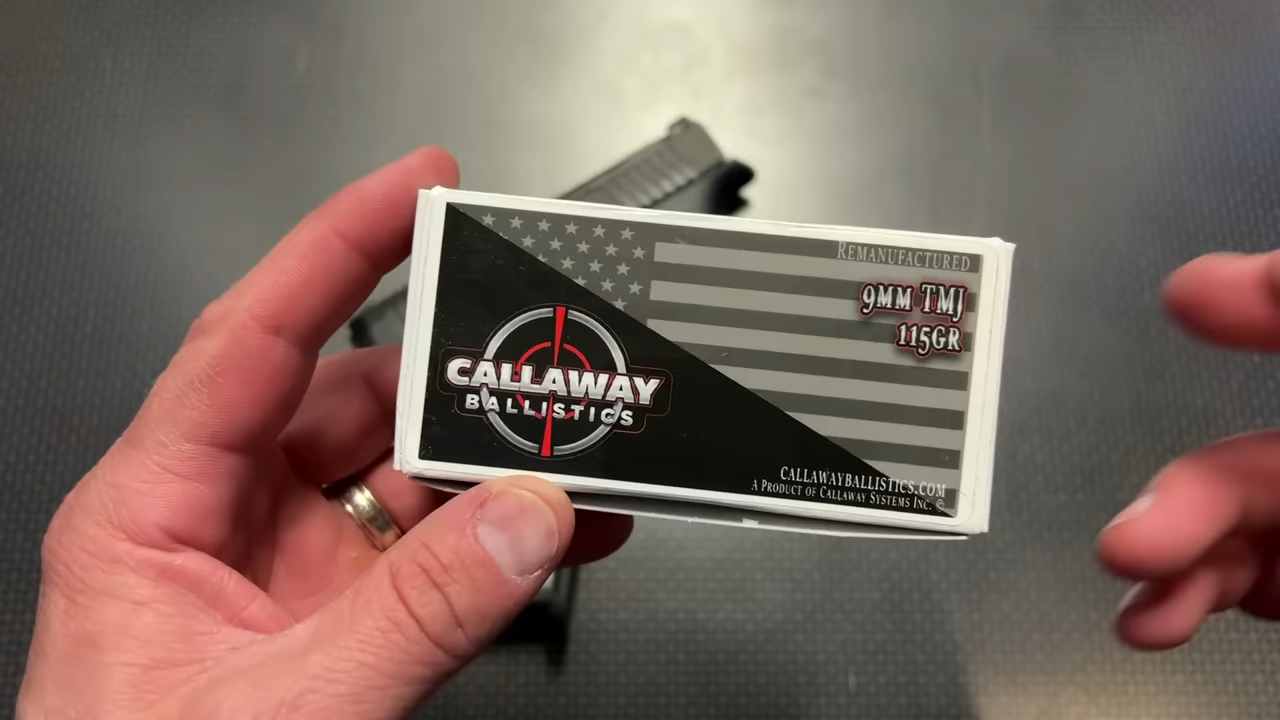 Remanufactured
9mm TMJ
115gr
CALLAWAY
BALLISTICS
CALLAWAYBALLISTICS.COM
A Product of Callaway Systems Inc. ©